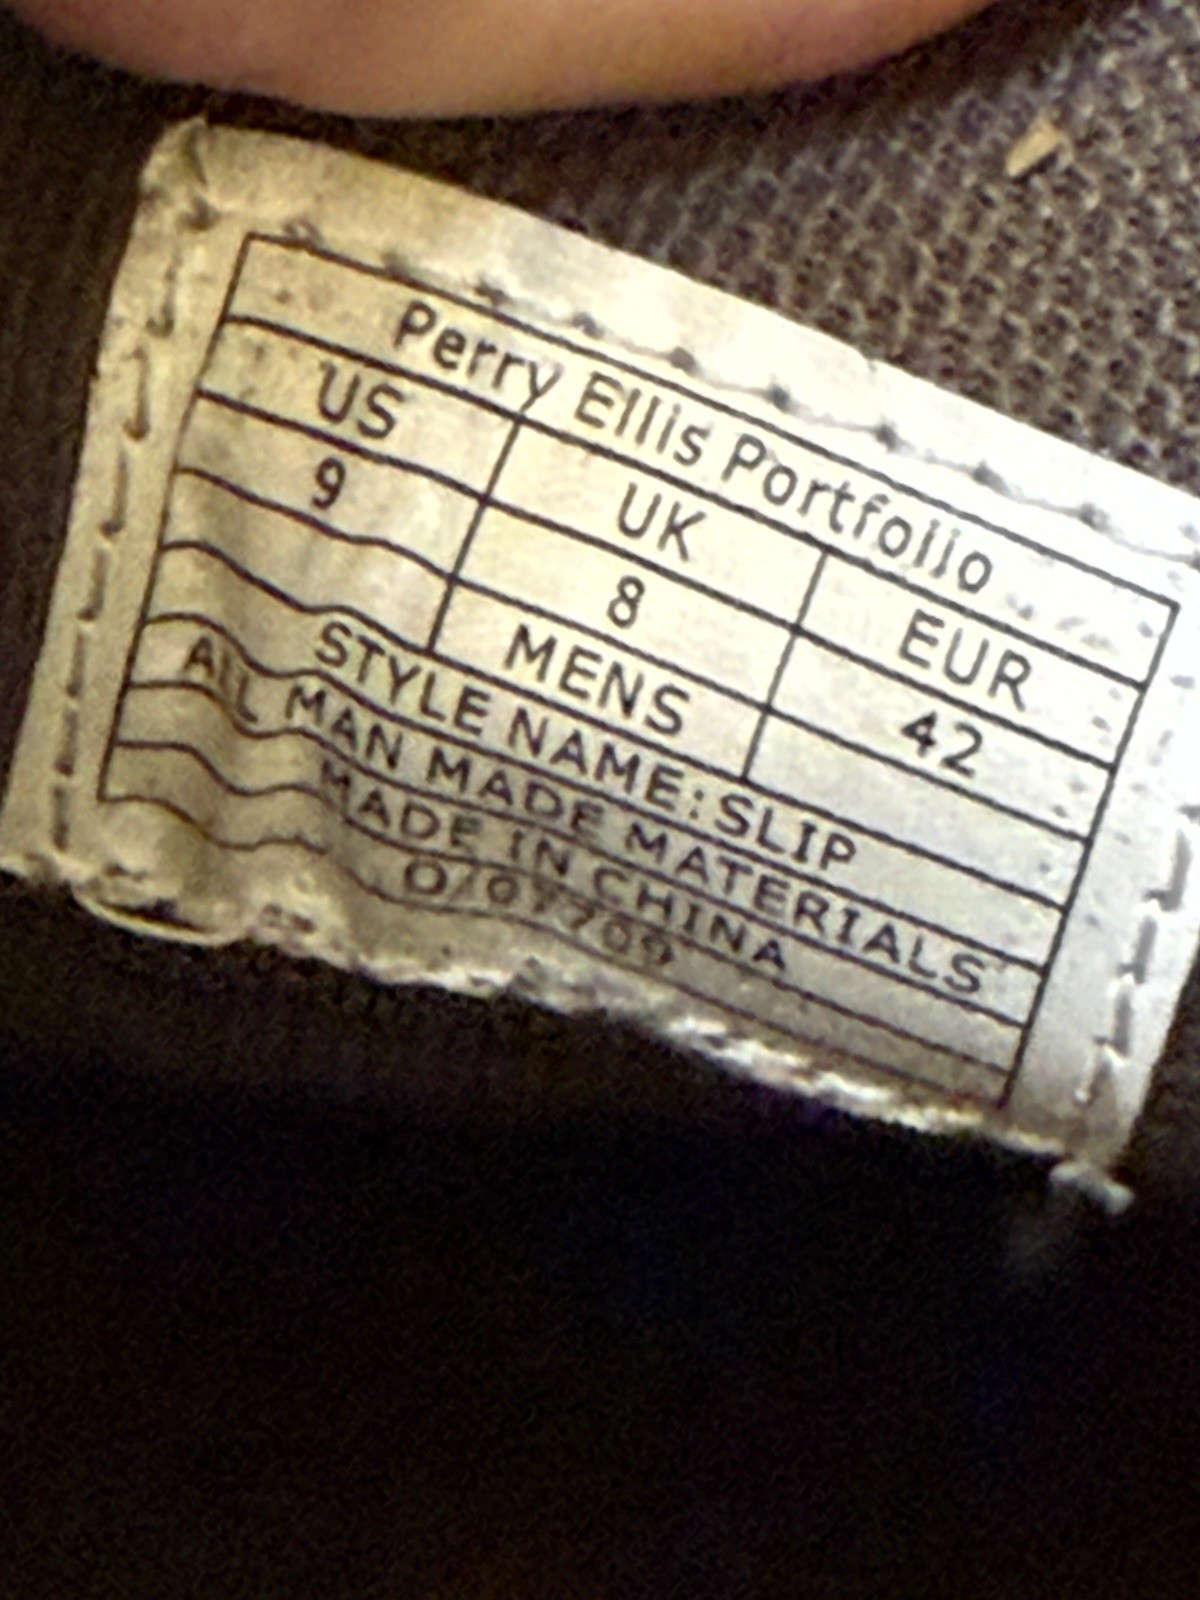 Perry Ellis Portfolio
US UK EUR
9 8 42
MENS
STYLE NAME: SLIP
ALL MAN MADE MATERIALS
MADE IN CHINA